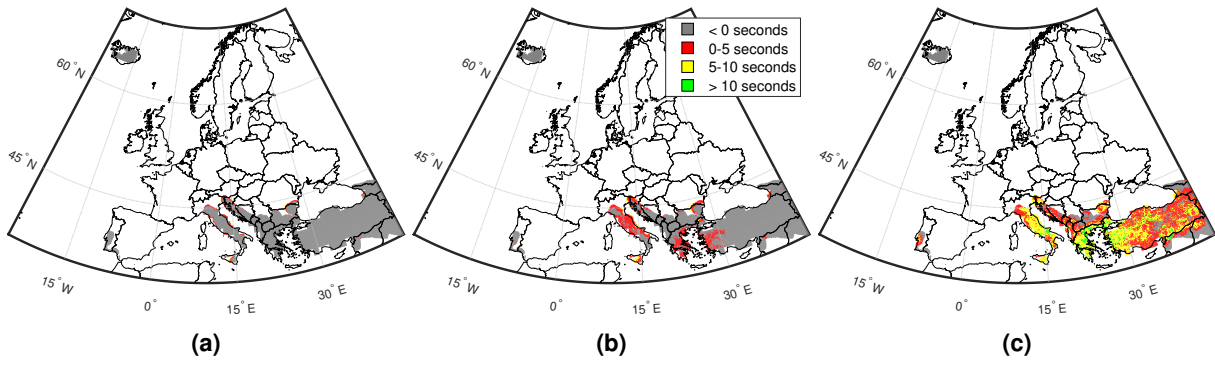 < 0 seconds
0-5 seconds
5-10 seconds
> 10 seconds
60° N
45° N
15° W
0°
15° E
30° E
(a)
60° N
45° N
15° W
0°
15° E
30° E
(b)
60° N
45° N
15° W
0°
15° E
30° E
(c)